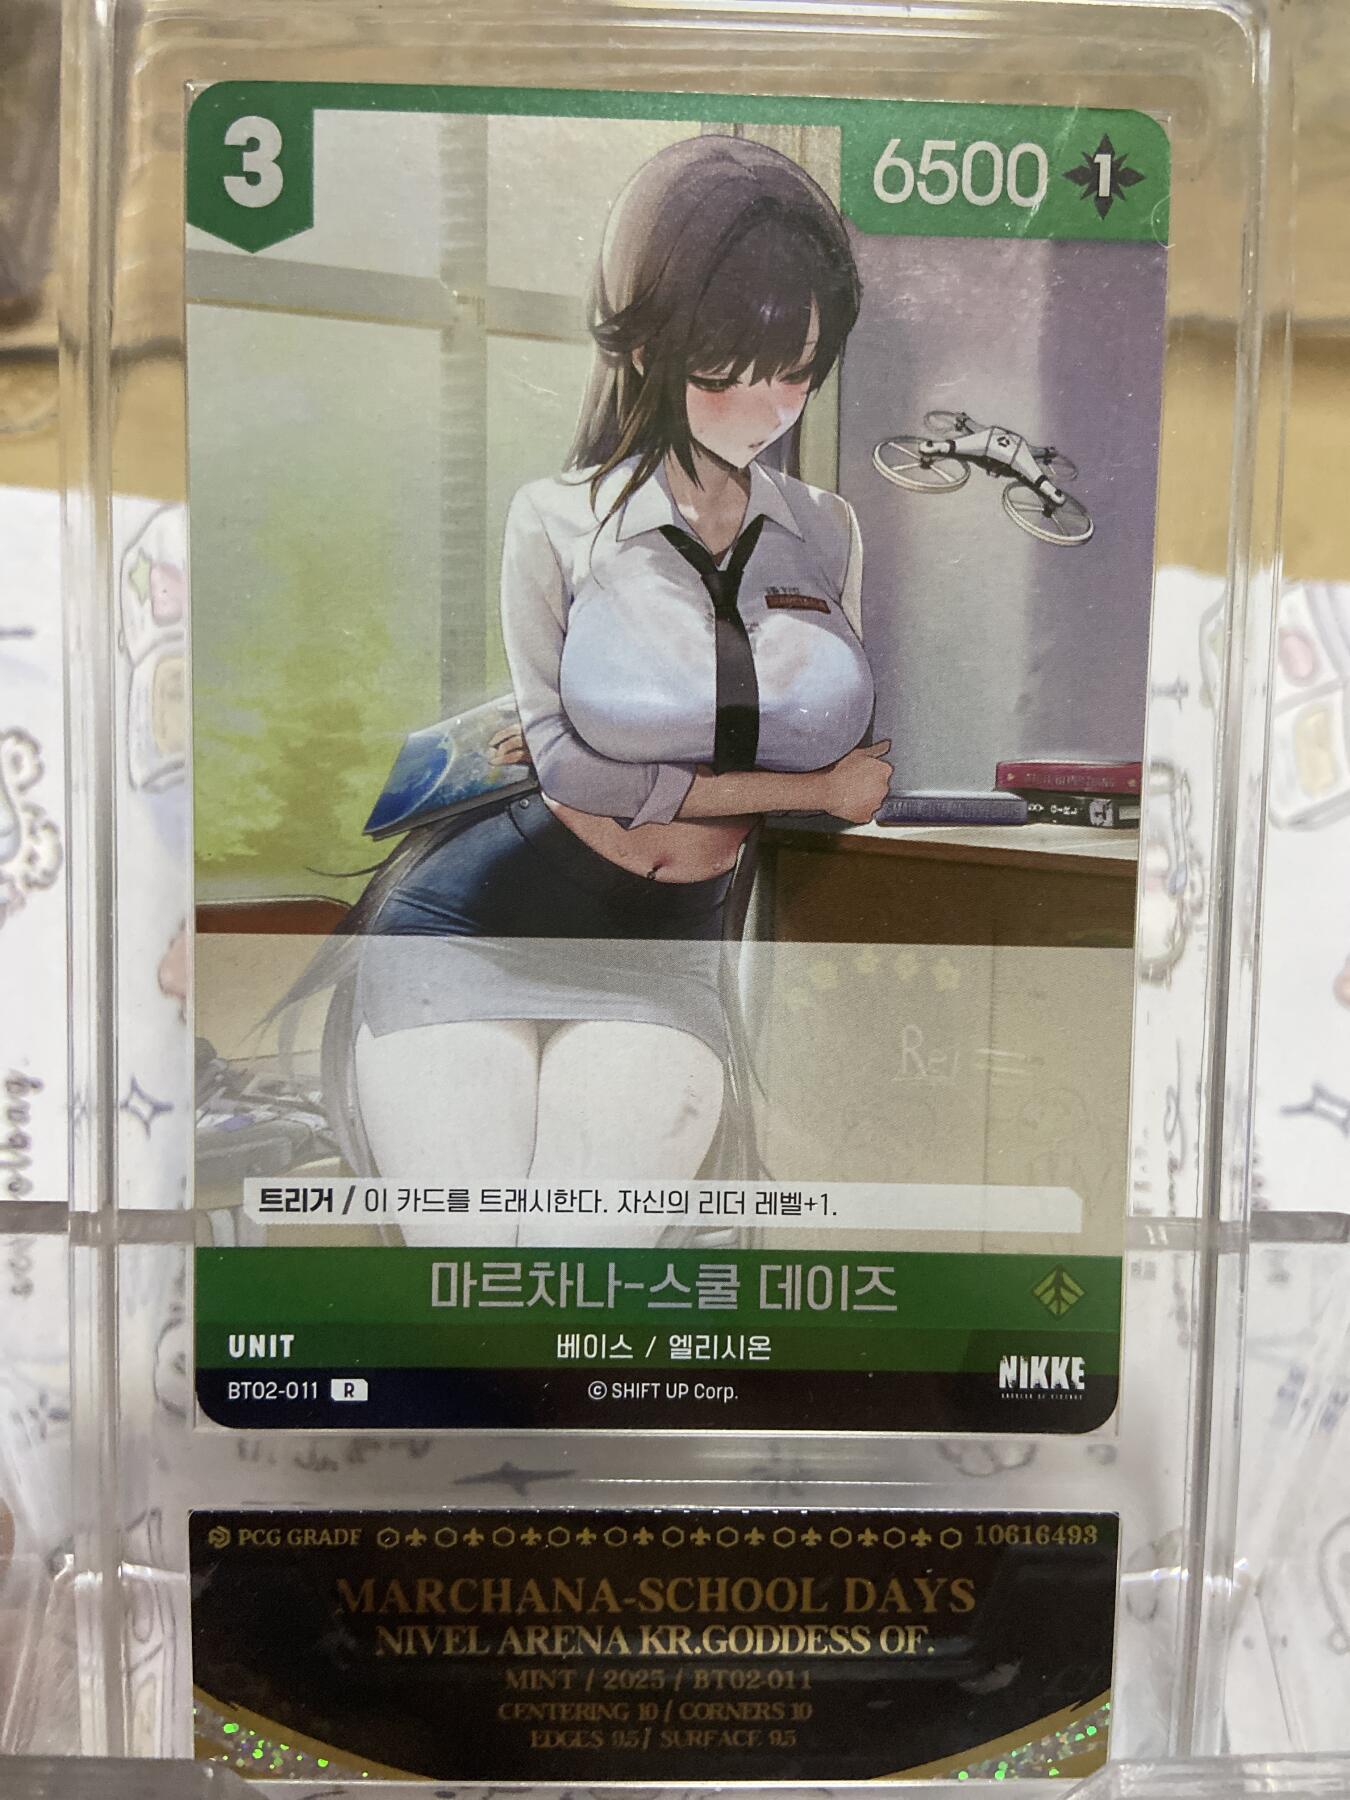 3
6500 1
트리거 / 이 카드를 트래시한다. 자신의 리더 레벨+1.
마르차나-스쿨 데이즈
UNIT
베이스 / 엘리시온
BT02-011 R
© SHIFT UP Corp.
NIKKE
PCG GRADE 10616493
MARCHANA-SCHOOL DAYS
NIVEL ARENA KR.GODDESS OF.
MINT / 2025 / BT02-011
CENTERING 10 / CORNERS 10
EDGES 9.5 / SURFACE 9.5